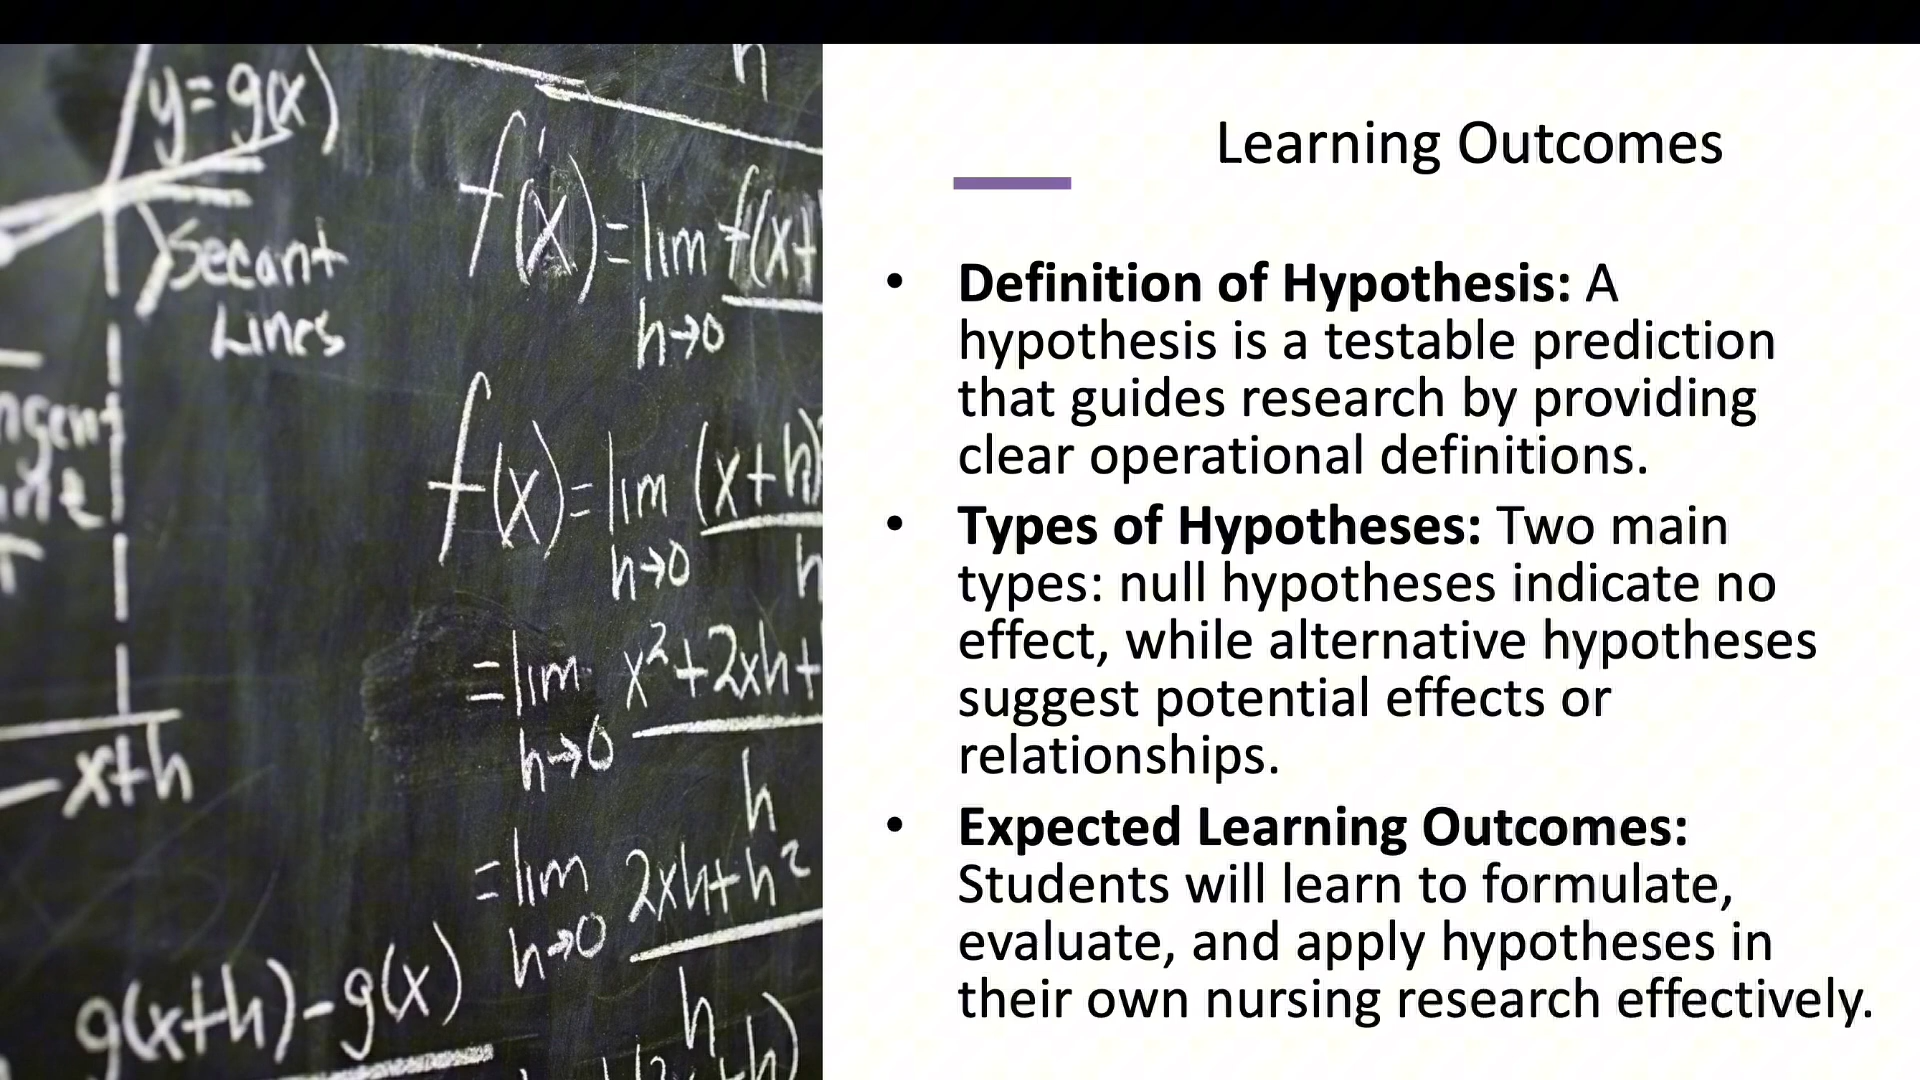 y=g(x)
Secant
Lines
h
f'(x)=lim f(x+
h→0
f(x)=lim (x+h)
h→0 h
=lim x²+2xh+
h→0 h
=lim 2xh+h²
h→0 h
x+h
g(x+h)-g(x)
Learning Outcomes
• Definition of Hypothesis: A
hypothesis is a testable prediction
that guides research by providing
clear operational definitions.
• Types of Hypotheses: Two main
types: null hypotheses indicate no
effect, while alternative hypotheses
suggest potential effects or
relationships.
• Expected Learning Outcomes:
Students will learn to formulate,
evaluate, and apply hypotheses in
their own nursing research effectively.